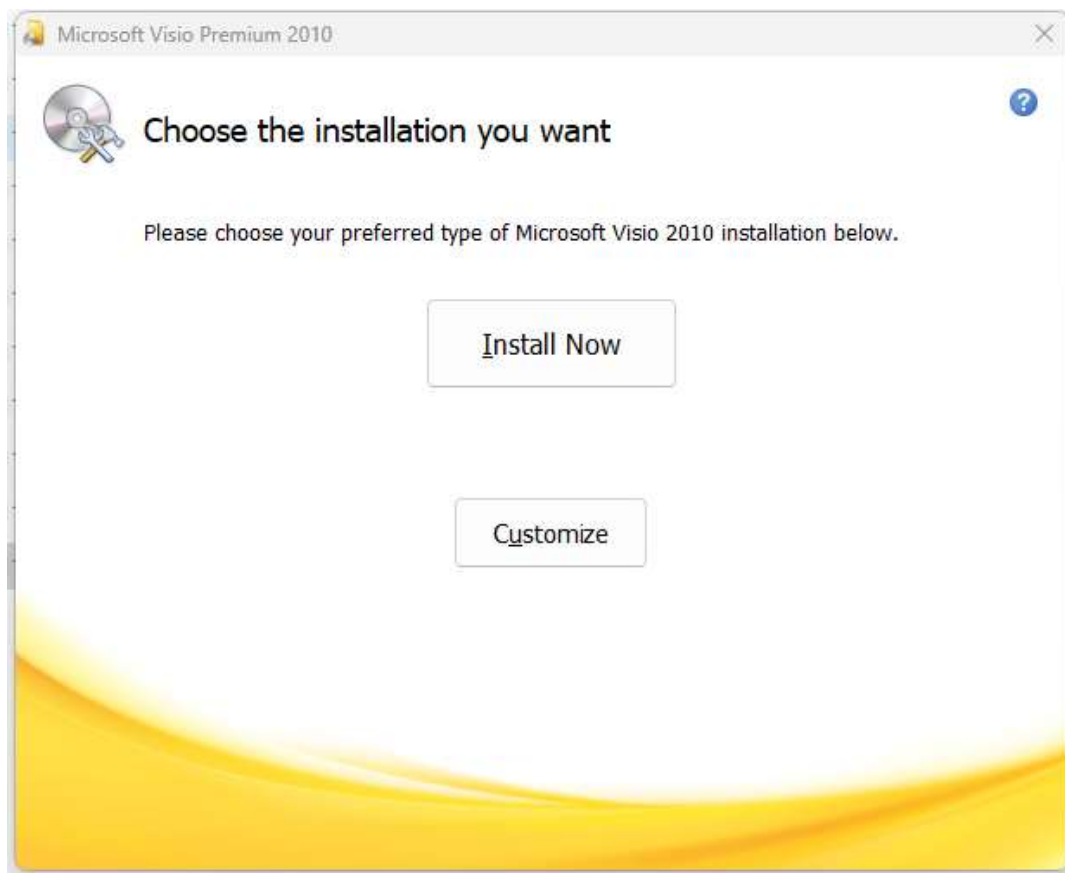 Microsoft Visio Premium 2010
Choose the installation you want
?
Please choose your preferred type of Microsoft Visio 2010 installation below.
Install Now
Customize